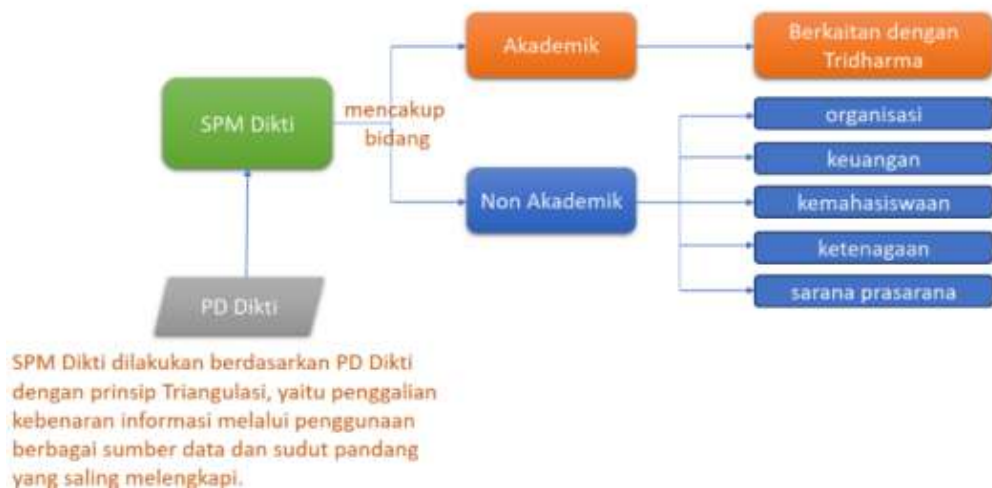 Akademik
Berkaitan dengan
Tridharma
SPM Dikti
mencakup
bidang
organisasi
keuangan
Non Akademik
kemahasiswaan
ketenagaan
sarana prasarana
PD Dikti
SPM Dikti dilakukan berdasarkan PD Dikti
dengan prinsip Triangulasi, yaitu penggalian
kebenaran informasi melalui penggunaan
berbagai sumber data dan sudut pandang
yang saling melengkapi.